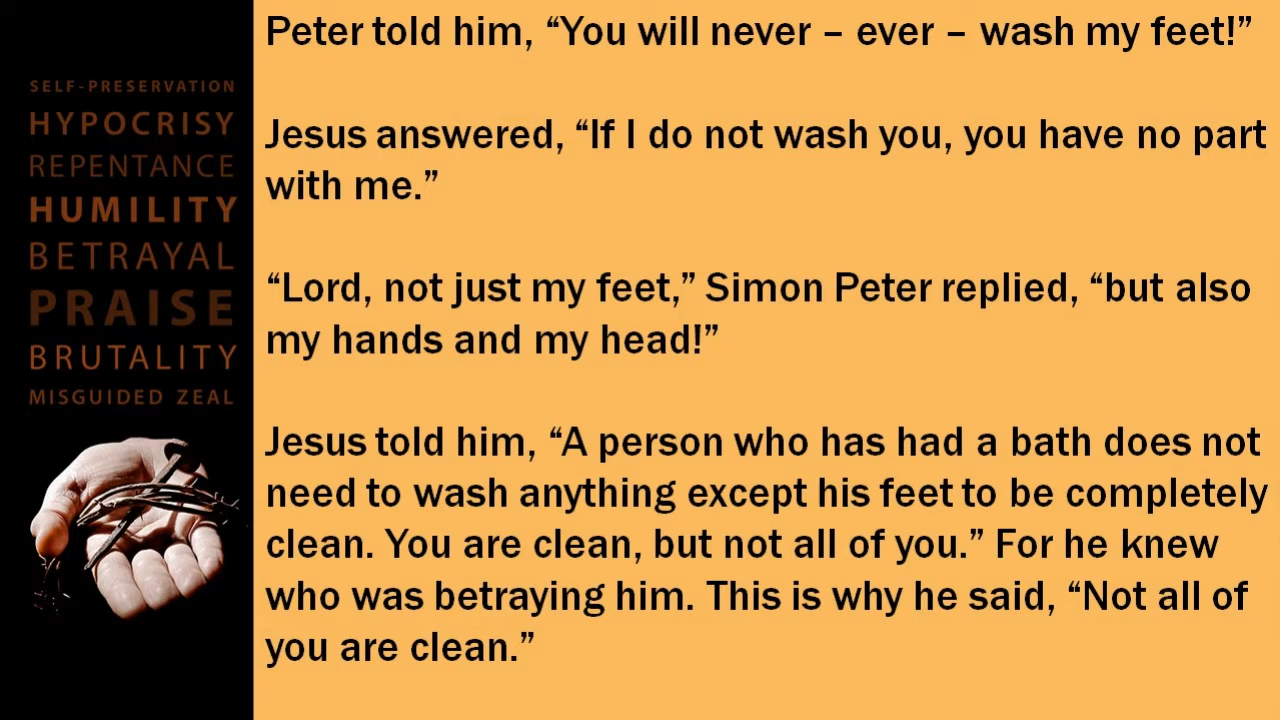 SELF-PRESERVATION
HYPOCRISY
REPENTANCE
HUMILITY
BETRAYAL
PRAISE
BRUTALITY
MISGUIDED ZEAL
Peter told him, “You will never – ever – wash my feet!”
Jesus answered, “If I do not wash you, you have no part
with me.”
“Lord, not just my feet,” Simon Peter replied, “but also
my hands and my head!”
Jesus told him, “A person who has had a bath does not
need to wash anything except his feet to be completely
clean. You are clean, but not all of you.” For he knew
who was betraying him. This is why he said, “Not all of
you are clean.”